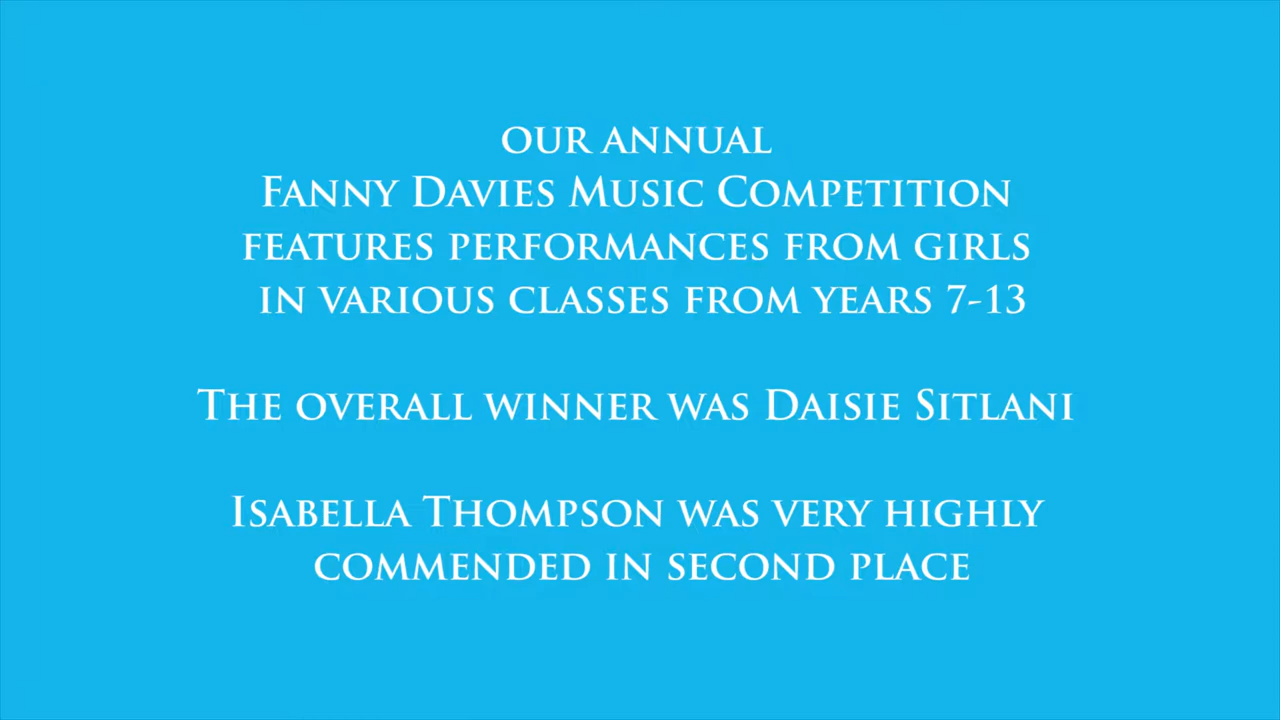 our annual
Fanny Davies Music Competition
features performances from girls
in various classes from years 7-13
The overall winner was Daisie Sitlani
Isabella Thompson was very highly
commended in second place